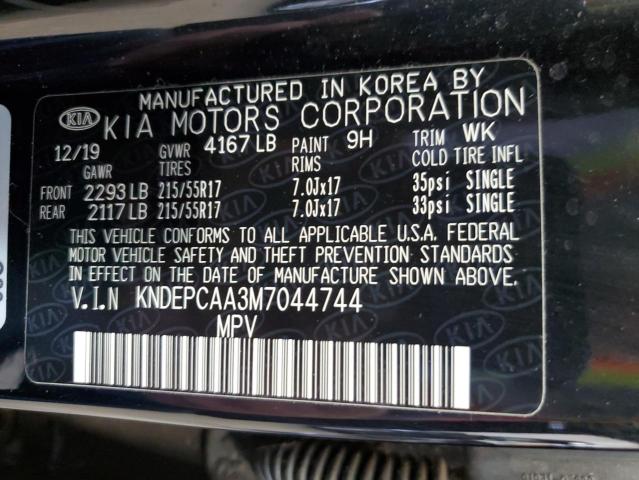 MANUFACTURED IN KOREA BY
KIA KIA MOTORS CORPORATION
12/19 GVWR 4167 LB PAINT 9H TRIM WK
GAWR TIRES RIMS COLD TIRE INFL
FRONT 2293 LB 215/55R17 7.0Jx17 35psi SINGLE
REAR 2117 LB 215/55R17 7.0Jx17 33psi SINGLE
THIS VEHICLE CONFORMS TO ALL APPLICABLE U.S.A. FEDERAL
MOTOR VEHICLE SAFETY AND THEFT PREVENTION STANDARDS
IN EFFECT ON THE DATE OF MANUFACTURE SHOWN ABOVE.
V.I.N KNDEPCAA3M7044744
MPV